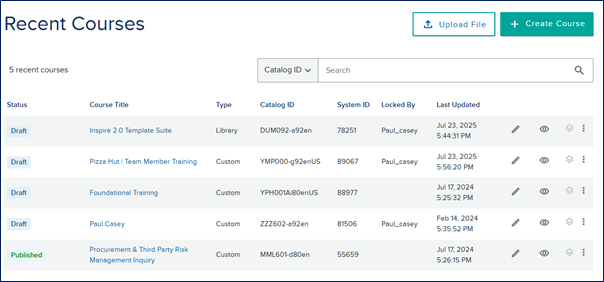 Recent Courses
Upload File
+ Create Course
5 recent courses
Catalog ID
Search
Status Course Title Type Catalog ID System ID Locked By Last Updated
Draft Inspire 2.0 Template Suite Library DUM092-a92en 78251 Paul_casey Jul 23, 2025
5:44:31 PM
Draft Pizza Hut | Team Member Training Custom YMP000-g92enUS 89067 Paul_casey Jul 23, 2025
5:56:20 PM
Draft Foundational Training Custom YPH001Ai80enUS 88977 Jul 17, 2024
5:25:32 PM
Draft Paul.Casey Custom ZZZ602-a92en 81506 Paul_casey Feb 14, 2024
5:35:52 PM
Published Procurement & Third Party Risk
Management Inquiry Custom MML601-d80en 55659 Jul 17, 2024
5:26:15 PM